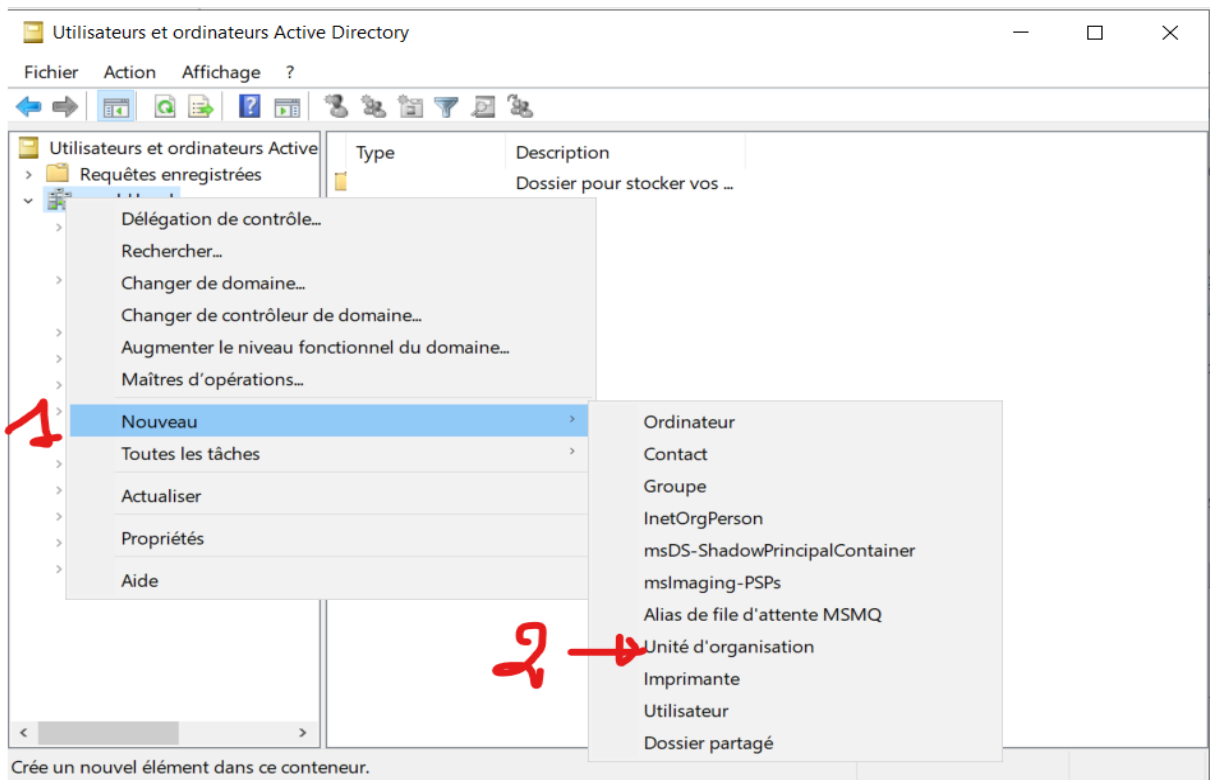 Utilisateurs et ordinateurs Active Directory
Fichier Action Affichage ?
Utilisateurs et ordinateurs Active
Type Description
Requêtes enregistrées
Dossier pour stocker vos ...
Délégation de contrôle...
Rechercher...
Changer de domaine...
Changer de contrôleur de domaine...
Augmenter le niveau fonctionnel du domaine...
Maîtres d'opérations...
1
Nouveau
Toutes les tâches
Actualiser
Propriétés
Aide
Ordinateur
Contact
Groupe
InetOrgPerson
msDS-ShadowPrincipalContainer
msImaging-PSPs
Alias de file d'attente MSMQ
2
Unité d'organisation
Imprimante
Utilisateur
Dossier partagé
Crée un nouvel élément dans ce conteneur.